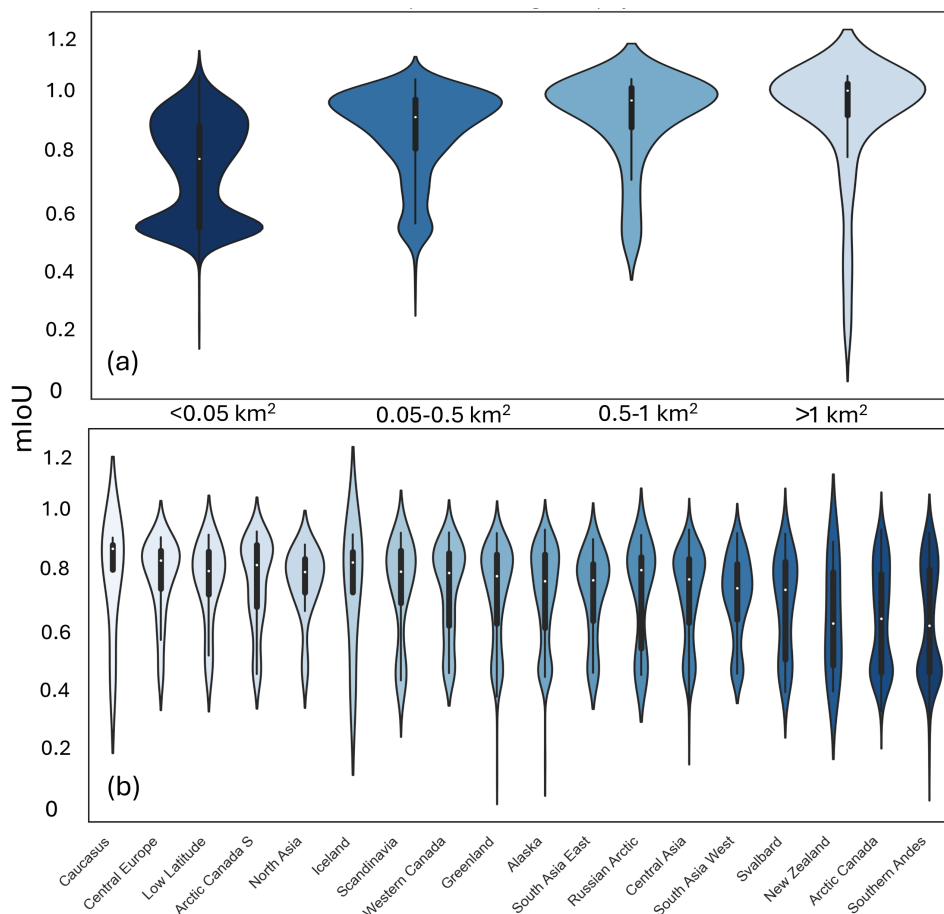 1.2
1.0
0.8
0.6
0.4
0.2
0
(a)
<0.05 km²
0.05-0.5 km²
0.5-1 km²
>1 km²
mIoU
1.2
1.0
0.8
0.6
0.4
0.2
0
(b)
Caucasus
Central Europe
Low Latitude
Arctic Canada S
North Asia
Iceland
Scandinavia
Western Canada
Greenland
Alaska
South Asia East
Russian Arctic
Central Asia
South Asia West
Svalbard
New Zealand
Arctic Canada
Southern Andes